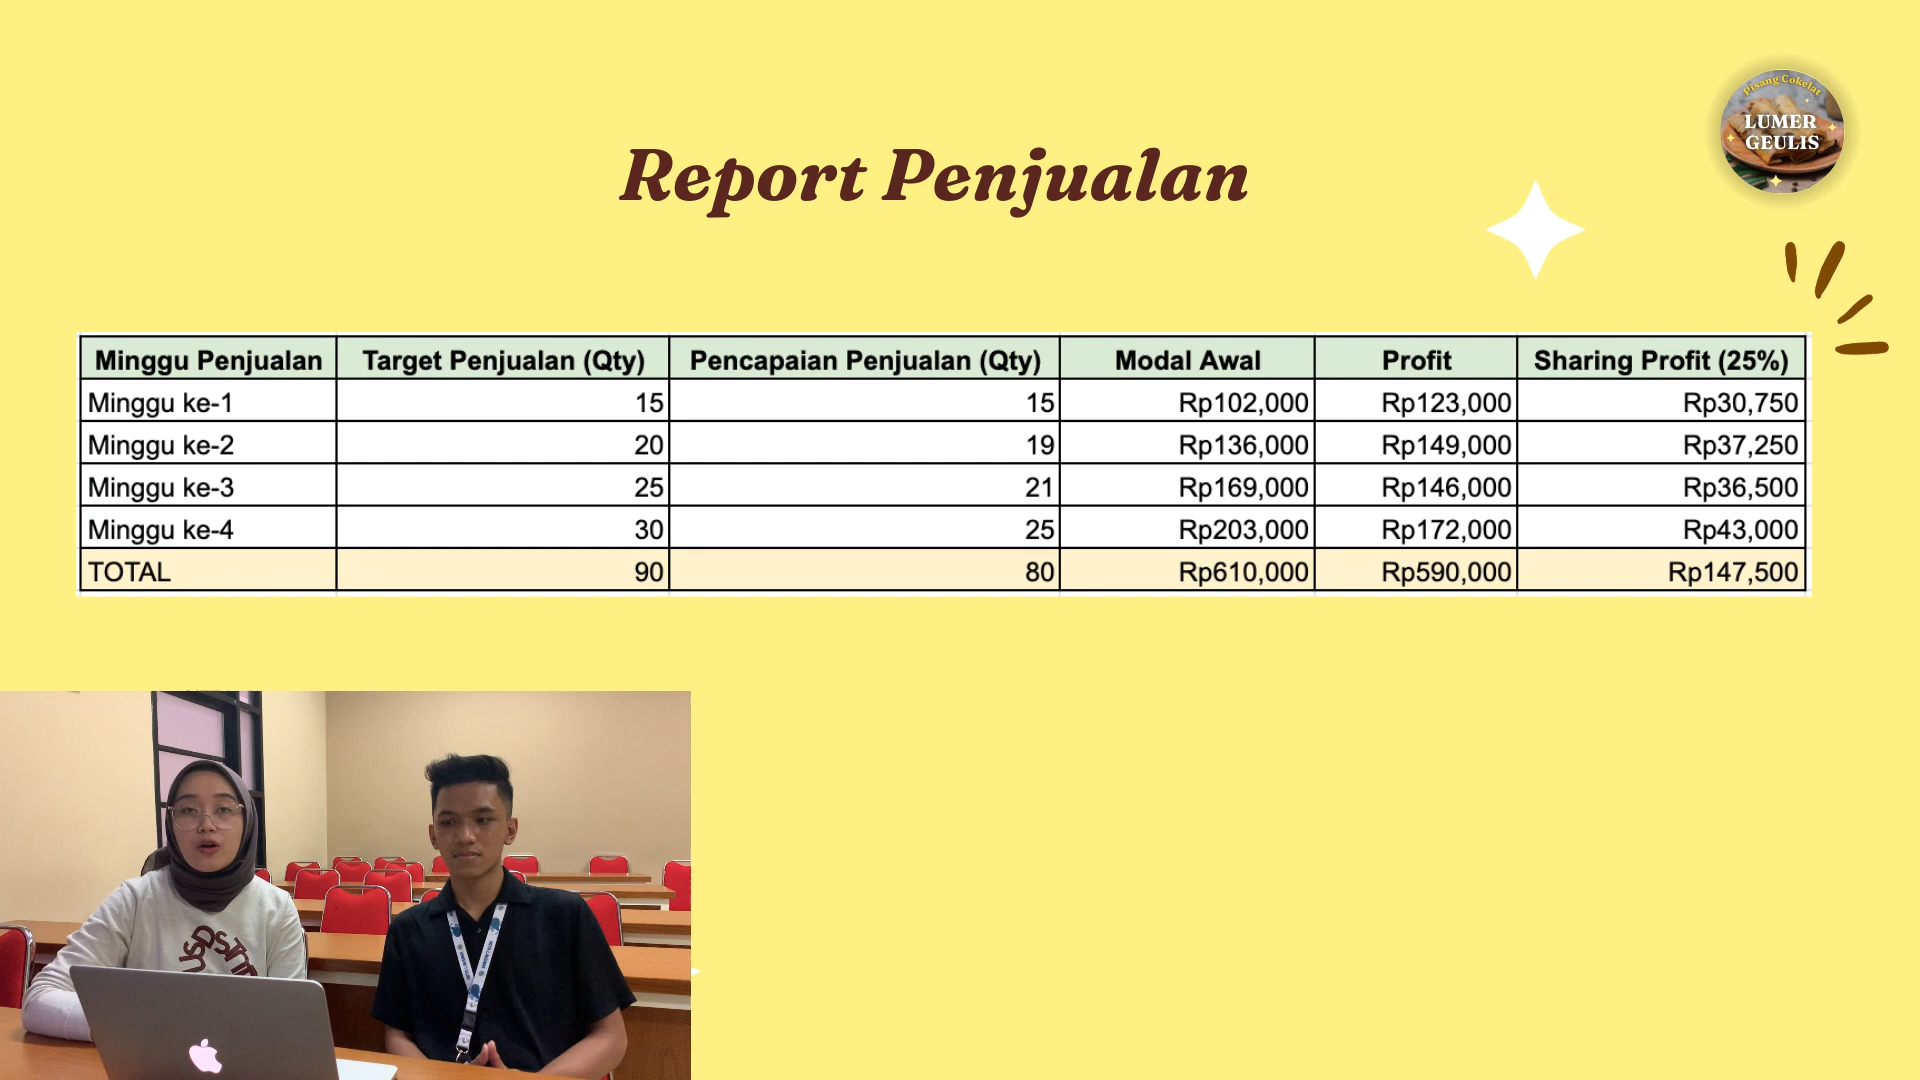 Pisang Cokelat
LUMER
GEULIS
Report Penjualan
Minggu Penjualan Target Penjualan (Qty) Pencapaian Penjualan (Qty) Modal Awal Profit Sharing Profit (25%)
Minggu ke-1 15 15 Rp102,000 Rp123,000 Rp30,750
Minggu ke-2 20 19 Rp136,000 Rp149,000 Rp37,250
Minggu ke-3 25 21 Rp169,000 Rp146,000 Rp36,500
Minggu ke-4 30 25 Rp203,000 Rp172,000 Rp43,000
TOTAL 90 80 Rp610,000 Rp590,000 Rp147,500